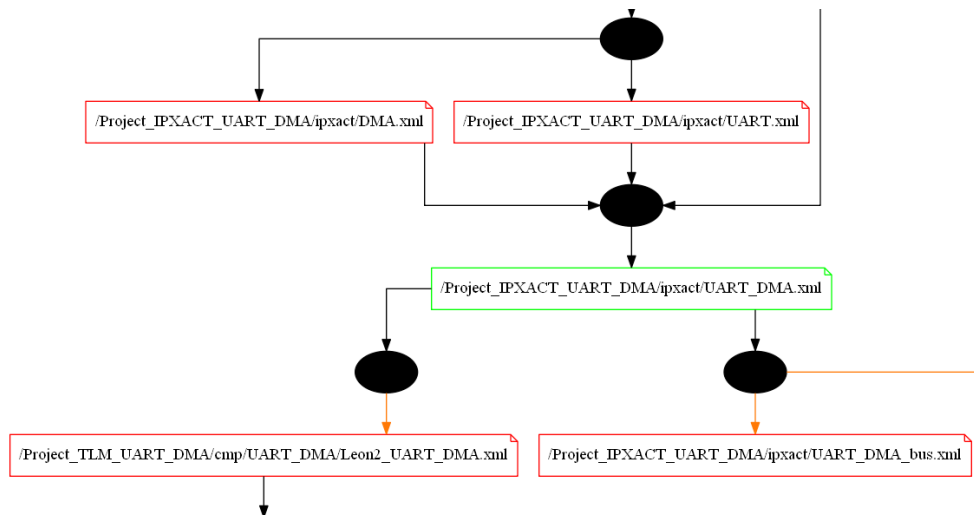 /Project_IPXACT_UART_DMA/ipxact/DMA.xml
/Project_IPXACT_UART_DMA/ipxact/UART.xml
/Project_IPXACT_UART_DMA/ipxact/UART_DMA.xml
/Project_TLM_UART_DMA/cmp/UART_DMA/Leon2_UART_DMA.xml
/Project_IPXACT_UART_DMA/ipxact/UART_DMA_bus.xml